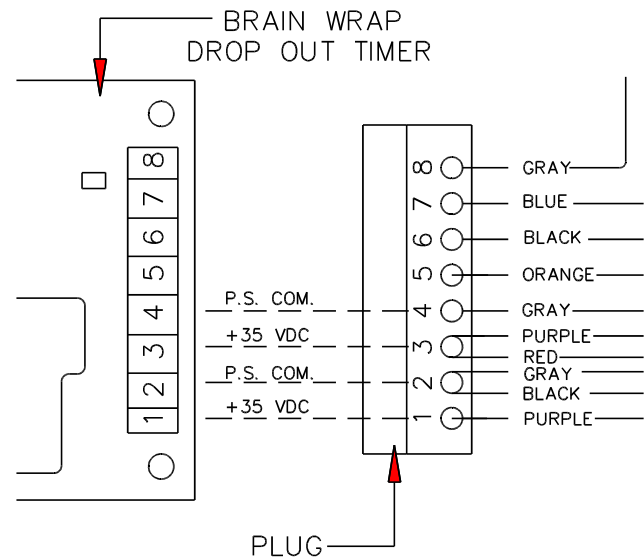 BRAIN WRAP
DROP OUT TIMER
8
7
6
5
4
3
2
1
P.S. COM.
+35 VDC
P.S. COM.
+35 VDC
8 GRAY
7 BLUE
6 BLACK
5 ORANGE
4 GRAY
3 PURPLE
RED
2 GRAY
BLACK
1 PURPLE
PLUG